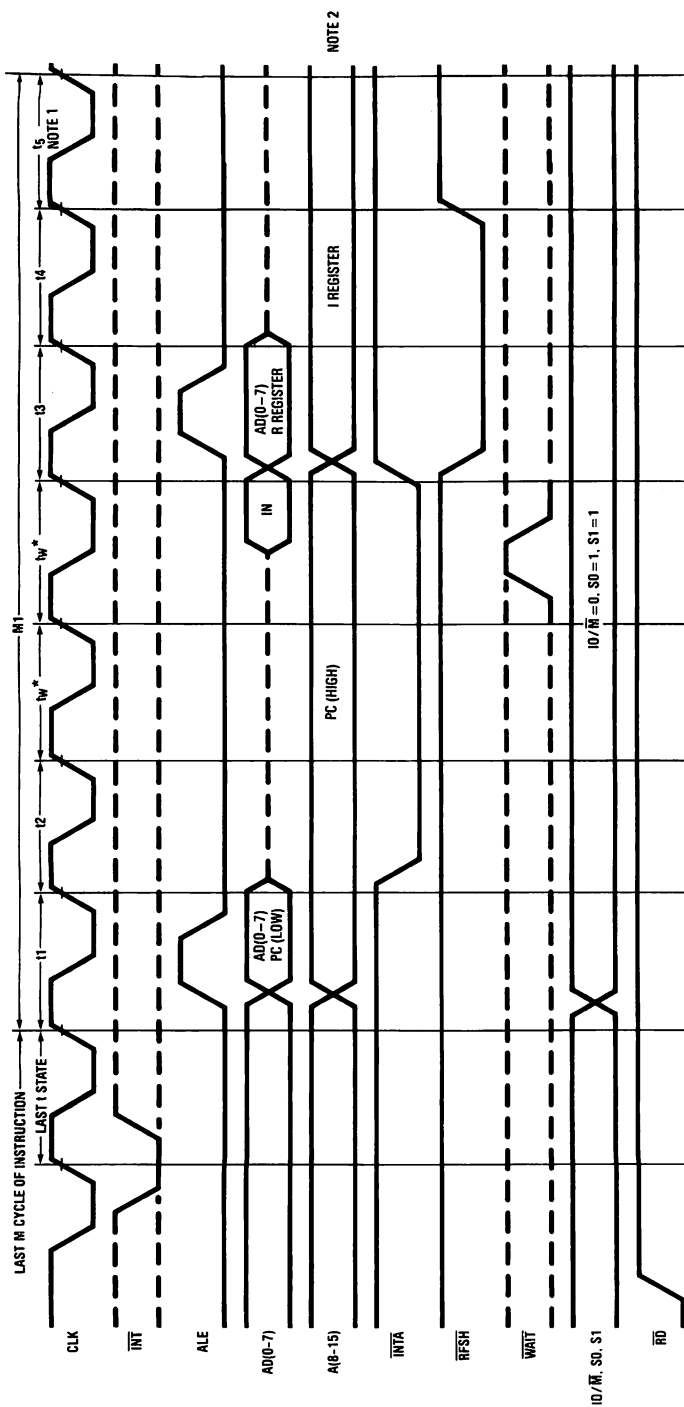 LAST M CYCLE OF INSTRUCTION
M1
LAST t STATE
t1
t2
tw*
tw*
t3
t4
t5
NOTE 1
CLK
INT
ALE
AD(0–7)
AD(0–7)
PC (LOW)
IN
AD(0–7)
R REGISTER
A(8-15)
PC (HIGH)
I REGISTER
NOTE 2
INTA
RFSH
WAIT
IO/M, S0, S1
IO/M = 0, S0 = 1, S1 = 1
RD